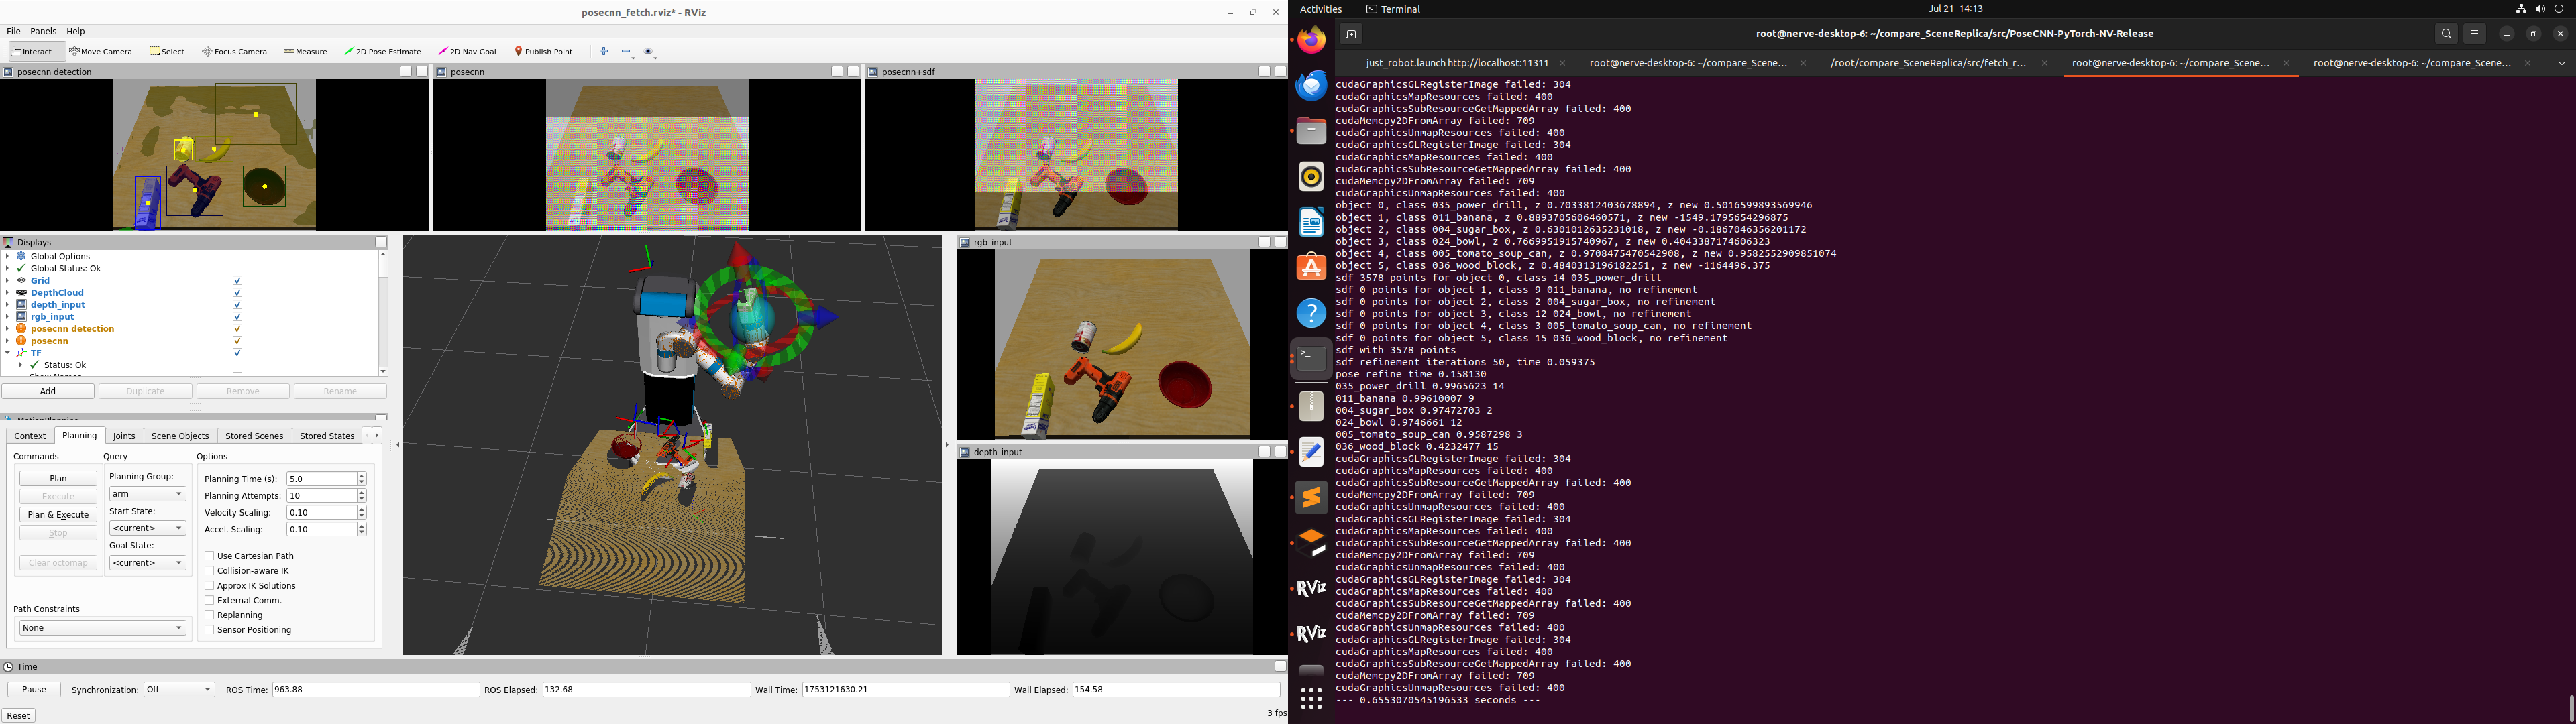 posecnn_fetch.rviz* - RViz
File Panels Help
Interact Move Camera Select Focus Camera Measure 2D Pose Estimate 2D Nav Goal Publish Point
posecnn detection
posecnn
posecnn+sdf
Displays
Global Options
Global Status: Ok
Grid
DepthCloud
depth_input
rgb_input
posecnn detection
posecnn
TF
Status: Ok
Add Duplicate Remove Rename
MotionPlanning
Context Planning Joints Scene Objects Stored Scenes Stored States
Commands Query Options
Plan
Execute
Plan & Execute
Stop
Clear octomap
Planning Group:
arm
Start State:
<current>
Goal State:
<current>
Planning Time (s): 5.0
Planning Attempts: 10
Velocity Scaling: 0.10
Accel. Scaling: 0.10
Use Cartesian Path
Collision-aware IK
Approx IK Solutions
External Comm.
Replanning
Sensor Positioning
Path Constraints
None
rgb_input
depth_input
Time
Pause Synchronization: Off ROS Time: 963.88 ROS Elapsed: 132.68 Wall Time: 1753121630.21 Wall Elapsed: 154.58
Reset
3 fps
Activities Terminal Jul 21 14:13
root@nerve-desktop-6: ~/compare_SceneReplica/src/PoseCNN-PyTorch-NV-Release
just_robot.launch http://localhost:11311
root@nerve-desktop-6: ~/compare_Scene...
/root/compare_SceneReplica/src/fetch_r...
root@nerve-desktop-6: ~/compare_Scene...
root@nerve-desktop-6: ~/compare_Scene...
cudaGraphicsGLRegisterImage failed: 304
cudaGraphicsMapResources failed: 400
cudaGraphicsSubResourceGetMappedArray failed: 400
cudaMemcpy2DFromArray failed: 709
cudaGraphicsUnmapResources failed: 400
cudaGraphicsGLRegisterImage failed: 304
cudaGraphicsMapResources failed: 400
cudaGraphicsSubResourceGetMappedArray failed: 400
cudaMemcpy2DFromArray failed: 709
cudaGraphicsUnmapResources failed: 400
object 0, class 035_power_drill, z 0.7033812403678894, z new 0.5016599893569946
object 1, class 011_banana, z 0.8893705606460571, z new -1549.1795654296875
object 2, class 004_sugar_box, z 0.6301012635231018, z new -0.1867046356201172
object 3, class 024_bowl, z 0.7669951915740967, z new 0.4043387174606323
object 4, class 005_tomato_soup_can, z 0.9708475470542908, z new 0.9582552909851074
object 5, class 036_wood_block, z 0.4840313196182251, z new -1164496.375
sdf 3578 points for object 0, class 14 035_power_drill
sdf 0 points for object 1, class 9 011_banana, no refinement
sdf 0 points for object 2, class 2 004_sugar_box, no refinement
sdf 0 points for object 3, class 12 024_bowl, no refinement
sdf 0 points for object 4, class 3 005_tomato_soup_can, no refinement
sdf 0 points for object 5, class 15 036_wood_block, no refinement
sdf with 3578 points
sdf refinement iterations 50, time 0.059375
pose refine time 0.158130
035_power_drill 0.9965623 14
011_banana 0.99610007 9
004_sugar_box 0.97472703 2
024_bowl 0.9746661 12
005_tomato_soup_can 0.9587298 3
036_wood_block 0.4232477 15
cudaGraphicsGLRegisterImage failed: 304
cudaGraphicsMapResources failed: 400
cudaGraphicsSubResourceGetMappedArray failed: 400
cudaMemcpy2DFromArray failed: 709
cudaGraphicsUnmapResources failed: 400
cudaGraphicsGLRegisterImage failed: 304
cudaGraphicsMapResources failed: 400
cudaGraphicsSubResourceGetMappedArray failed: 400
cudaMemcpy2DFromArray failed: 709
cudaGraphicsUnmapResources failed: 400
cudaGraphicsGLRegisterImage failed: 304
cudaGraphicsMapResources failed: 400
cudaGraphicsSubResourceGetMappedArray failed: 400
cudaMemcpy2DFromArray failed: 709
cudaGraphicsUnmapResources failed: 400
cudaGraphicsGLRegisterImage failed: 304
cudaGraphicsMapResources failed: 400
cudaGraphicsSubResourceGetMappedArray failed: 400
cudaMemcpy2DFromArray failed: 709
cudaGraphicsUnmapResources failed: 400
--- 0.6553070545196533 seconds ---